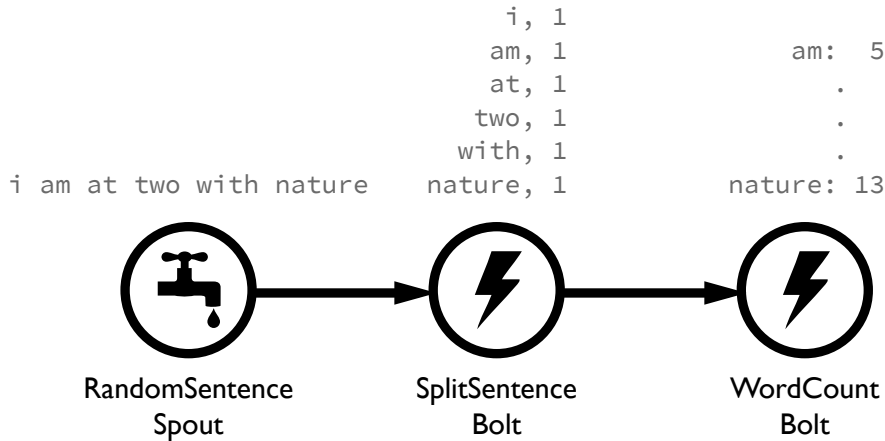 i am at two with nature
i, 1
am, 1
at, 1
two, 1
with, 1
nature, 1
am: 5
.
.
.
nature: 13
RandomSentence
Spout
SplitSentence
Bolt
WordCount
Bolt